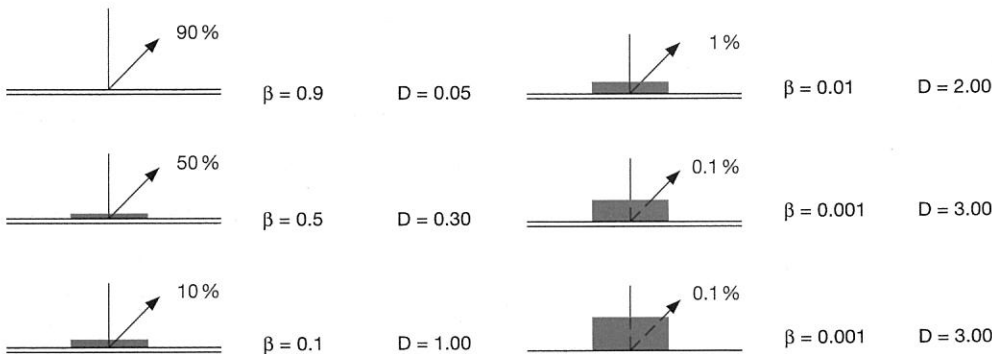 90 %
β = 0.9 D = 0.05
50 %
β = 0.5 D = 0.30
10 %
β = 0.1 D = 1.00
1 %
β = 0.01 D = 2.00
0.1 %
β = 0.001 D = 3.00
0.1 %
β = 0.001 D = 3.00